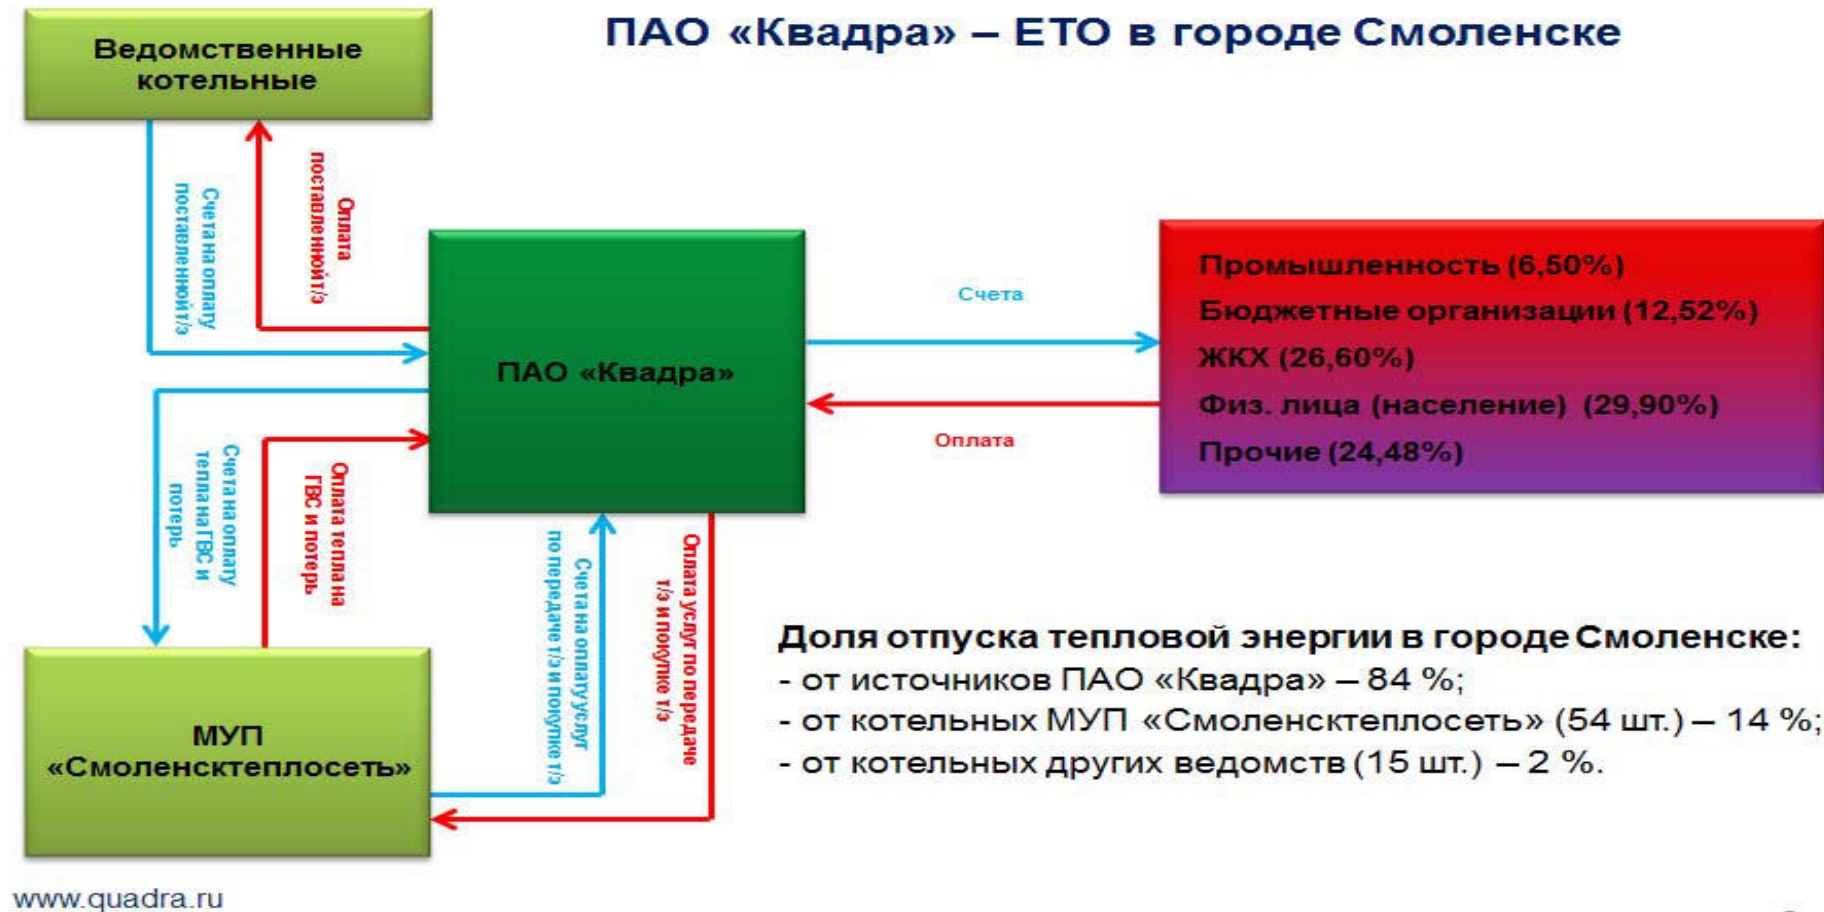 ПАО «Квадра» – ЕТО в городе Смоленске
Ведомственные
котельные
Счета на оплату
поставленной т/э
Оплата
поставленной т/э
ПАО «Квадра»
Счета
Оплата
Промышленность (6,50%)
Бюджетные организации (12,52%)
ЖКХ (26,60%)
Физ. лица (население) (29,90%)
Прочие (24,48%)
Счета на оплату
тепла на ГВС и
потерь
Оплата тепла на
ГВС и потерь
Счета на оплату услуг
по передаче т/э и покупке т/э
Оплата услуг по передаче
т/э и покупке т/э
МУП
«Смоленсктеплосеть»
Доля отпуска тепловой энергии в городе Смоленске:
- от источников ПАО «Квадра» – 84 %;
- от котельных МУП «Смоленсктеплосеть» (54 шт.) – 14 %;
- от котельных других ведомств (15 шт.) – 2 %.
www.quadra.ru